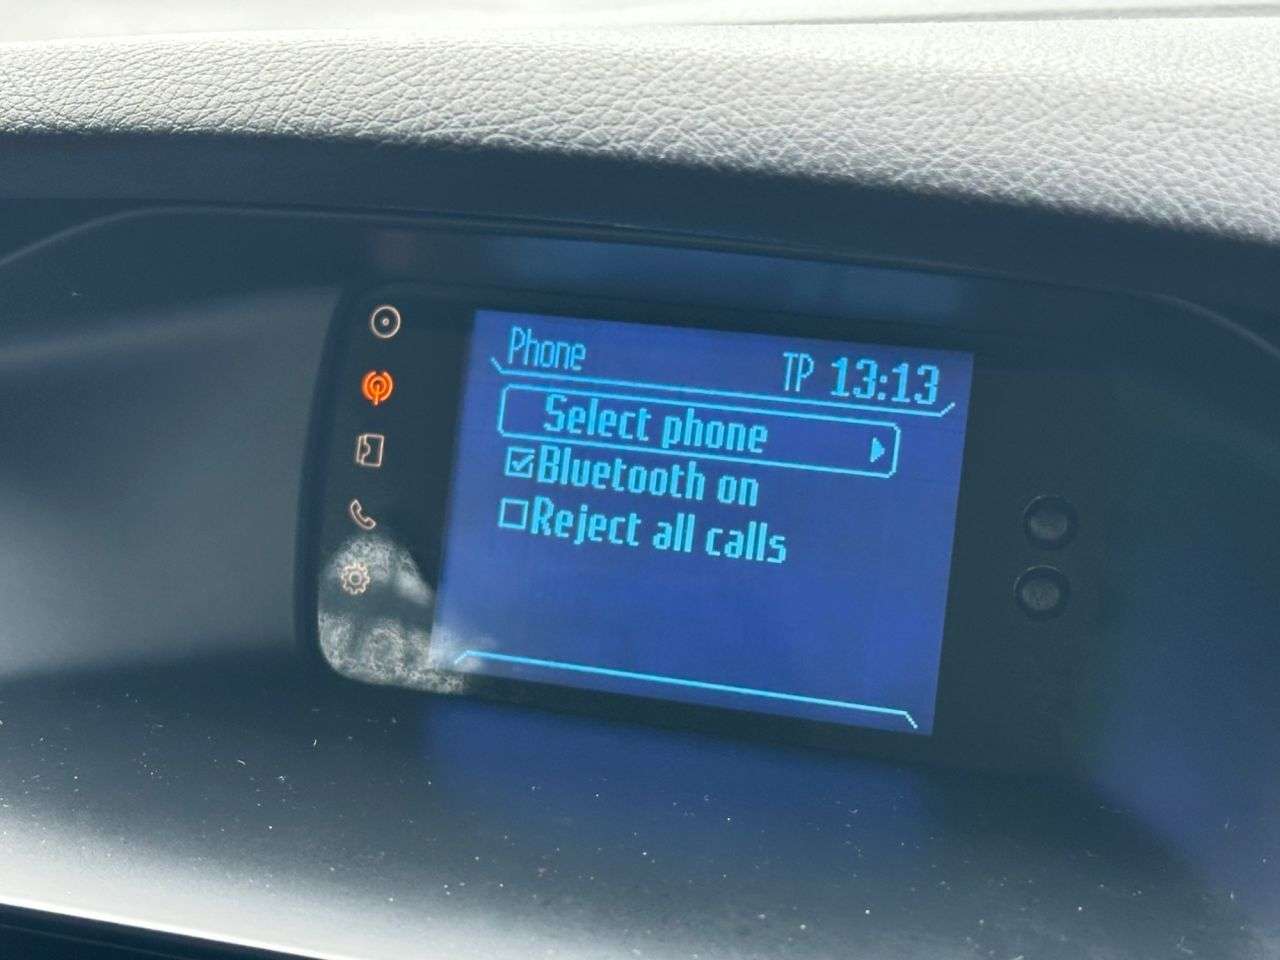 Phone TP 13:13
Select phone
Bluetooth on
Reject all calls